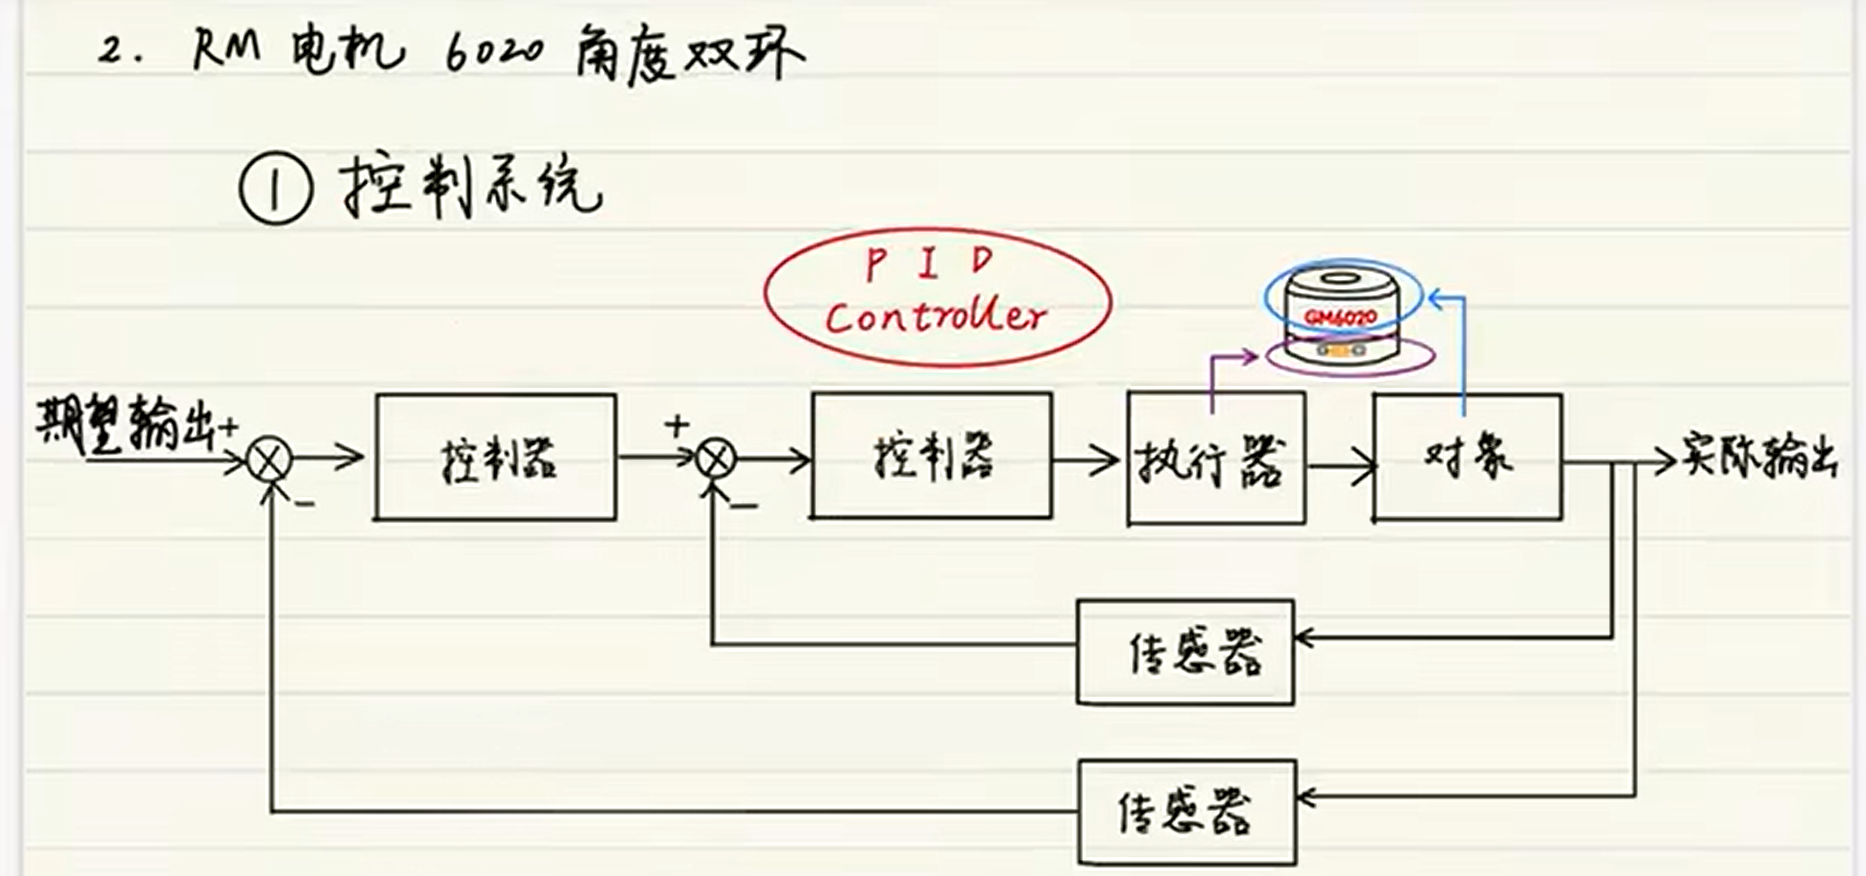 2. RM 电机 6020 角度双环
① 控制系统
P I D
Controller
GM6020
期望输出
+
-
控制器
+
-
控制器
执行器
对象
实际输出
传感器
传感器